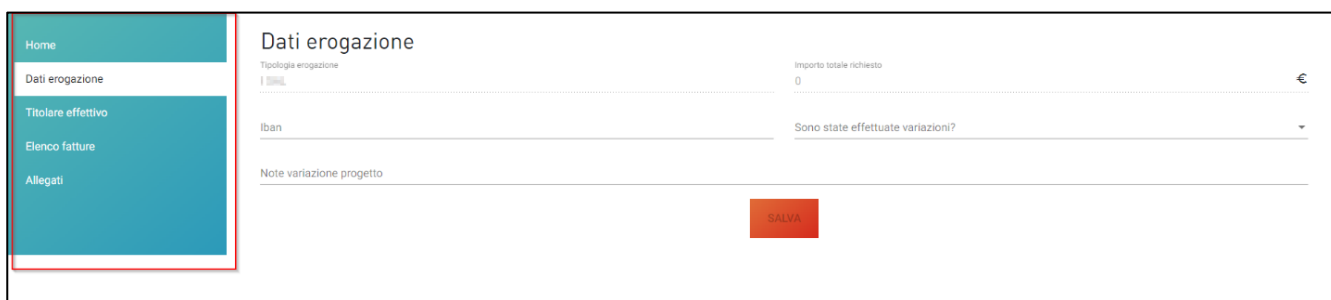 Home
Dati erogazione
Titolare effettivo
Elenco fatture
Allegati
Dati erogazione
Tipologia erogazione
Importo totale richiesto
0 €
Iban
Sono state effettuate variazioni?
Note variazione progetto
SALVA